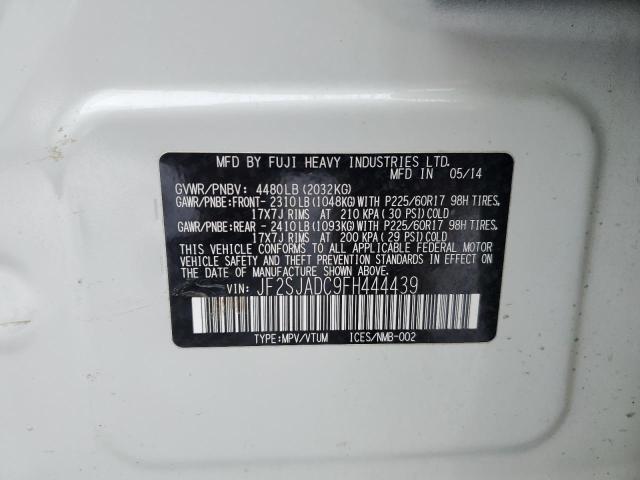 MFD BY FUJI HEAVY INDUSTRIES LTD.
MFD IN 05/14
GVWR/PNBV: 4480LB(2032KG)
GAWR/PNBE:FRONT- 2310LB(1048KG)WITH P225/60R17 98H TIRES,
17X7J RIMS AT 210 KPA(30 PSI)COLD
GAWR/PNBE:REAR - 2410LB(1093KG)WITH P225/60R17 98H TIRES,
17X7J RIMS AT 200 KPA(29 PSI)COLD
THIS VEHICLE CONFORMS TO ALL APPLICABLE FEDERAL MOTOR
VEHICLE SAFETY AND BUMPER STANDARDS IN EFFECT ON THE
DATE OF MANUFACTURE SHOWN ABOVE.
VIN: JF2SJADC9FH444439
TYPE:MPV/VTUM ICES/NMB-002